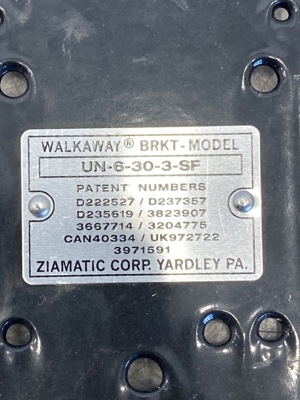 WALKAWAY® BRKT-MODEL
UN-6-30-3-SF
PATENT NUMBERS
D222527 / D237357
D235619 / 3823907
3667714 / 3204775
CAN40334 / UK972722
3971591
ZIAMATIC CORP. YARDLEY PA.